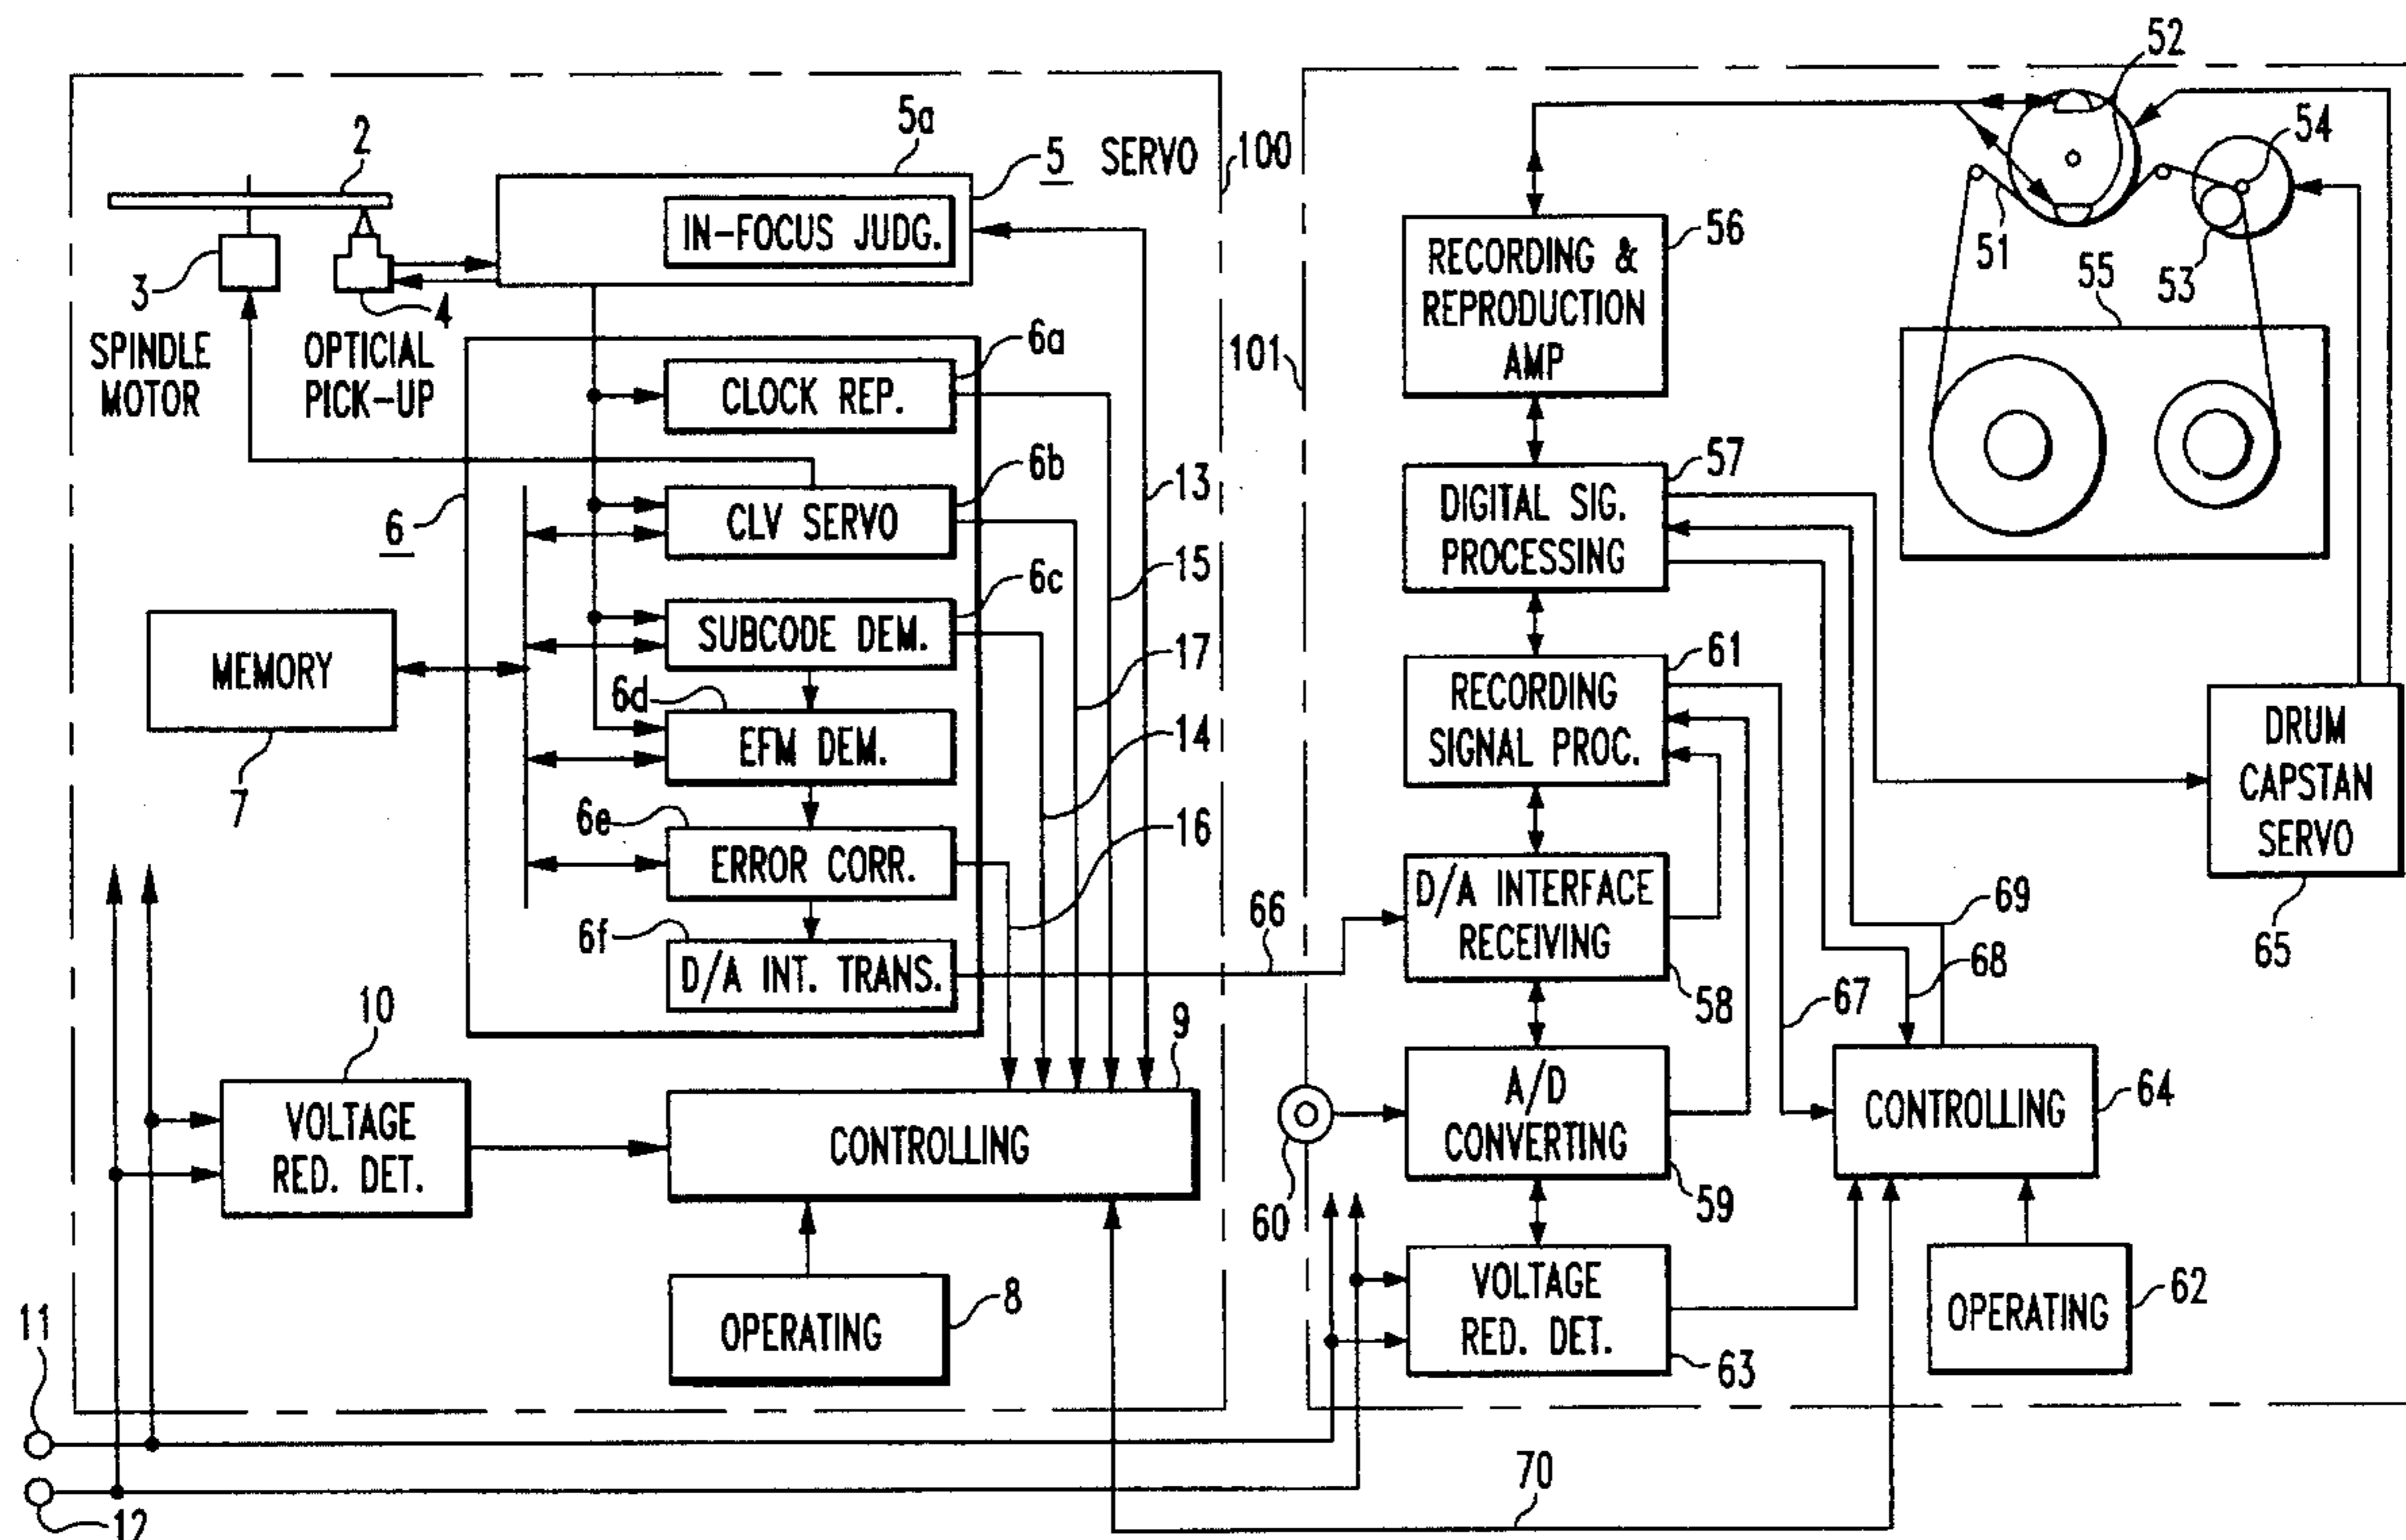 52
5a
5 SERVO
100
54
2
IN-FOCUS JUDG.
56
51
53
3
4
RECORDING &
REPRODUCTION
AMP
55
SPINDLE
MOTOR
OPTICIAL
PICK-UP
6a
101
CLOCK REP.
6b
13
57
6
CLV SERVO
DIGITAL SIG.
PROCESSING
6c
15
SUBCODE DEM.
17
61
MEMORY
6d
RECORDING
SIGNAL PROC.
EFM DEM.
14
DRUM
CAPSTAN
SERVO
7
6e
16
ERROR CORR.
D/A INTERFACE
RECEIVING
66
69
65
6f
D/A INT. TRANS.
68
58
67
10
9
VOLTAGE
RED. DET.
CONTROLLING
A/D
CONVERTING
CONTROLLING
64
60
59
11
8
OPERATING
VOLTAGE
RED. DET.
OPERATING
62
63
70
12